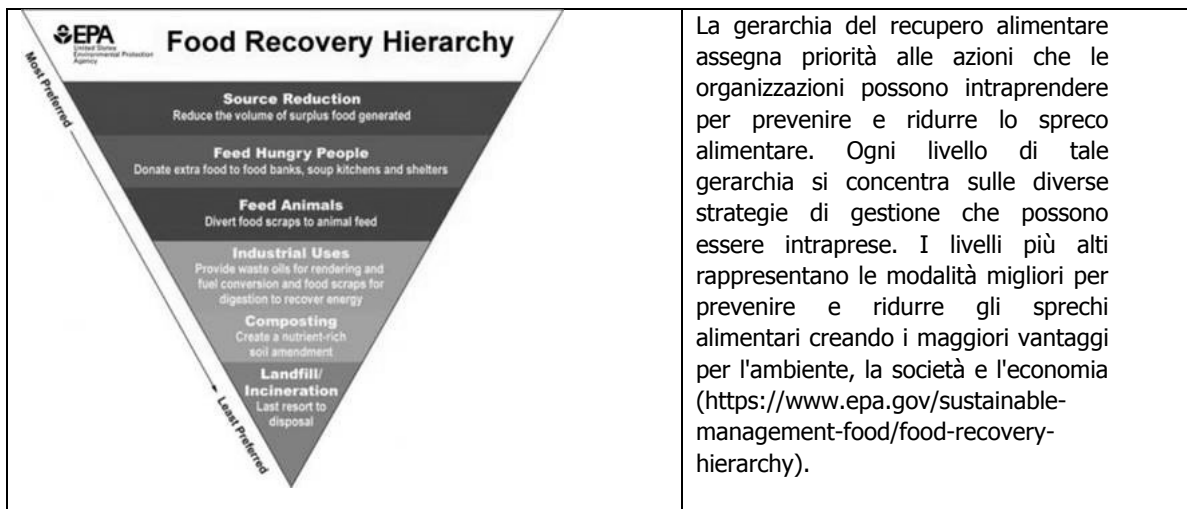 EPA
United States
Environmental Protection
Agency
Food Recovery Hierarchy
Most Preferred
Source Reduction
Reduce the volume of surplus food generated
Feed Hungry People
Donate extra food to food banks, soup kitchens and shelters
Feed Animals
Divert food scraps to animal feed
Industrial Uses
Provide waste oils for rendering and
fuel conversion and food scraps for
digestion to recover energy
Composting
Create a nutrient-rich
soil amendment
Landfill/
Incineration
Last resort to
disposal
Least Preferred
La gerarchia del recupero alimentare
assegna priorità alle azioni che le
organizzazioni possono intraprendere
per prevenire e ridurre lo spreco
alimentare. Ogni livello di tale
gerarchia si concentra sulle diverse
strategie di gestione che possono
essere intraprese. I livelli più alti
rappresentano le modalità migliori per
prevenire e ridurre gli sprechi
alimentari creando i maggiori vantaggi
per l'ambiente, la società e l'economia
(https://www.epa.gov/sustainable-
management-food/food-recovery-
hierarchy).